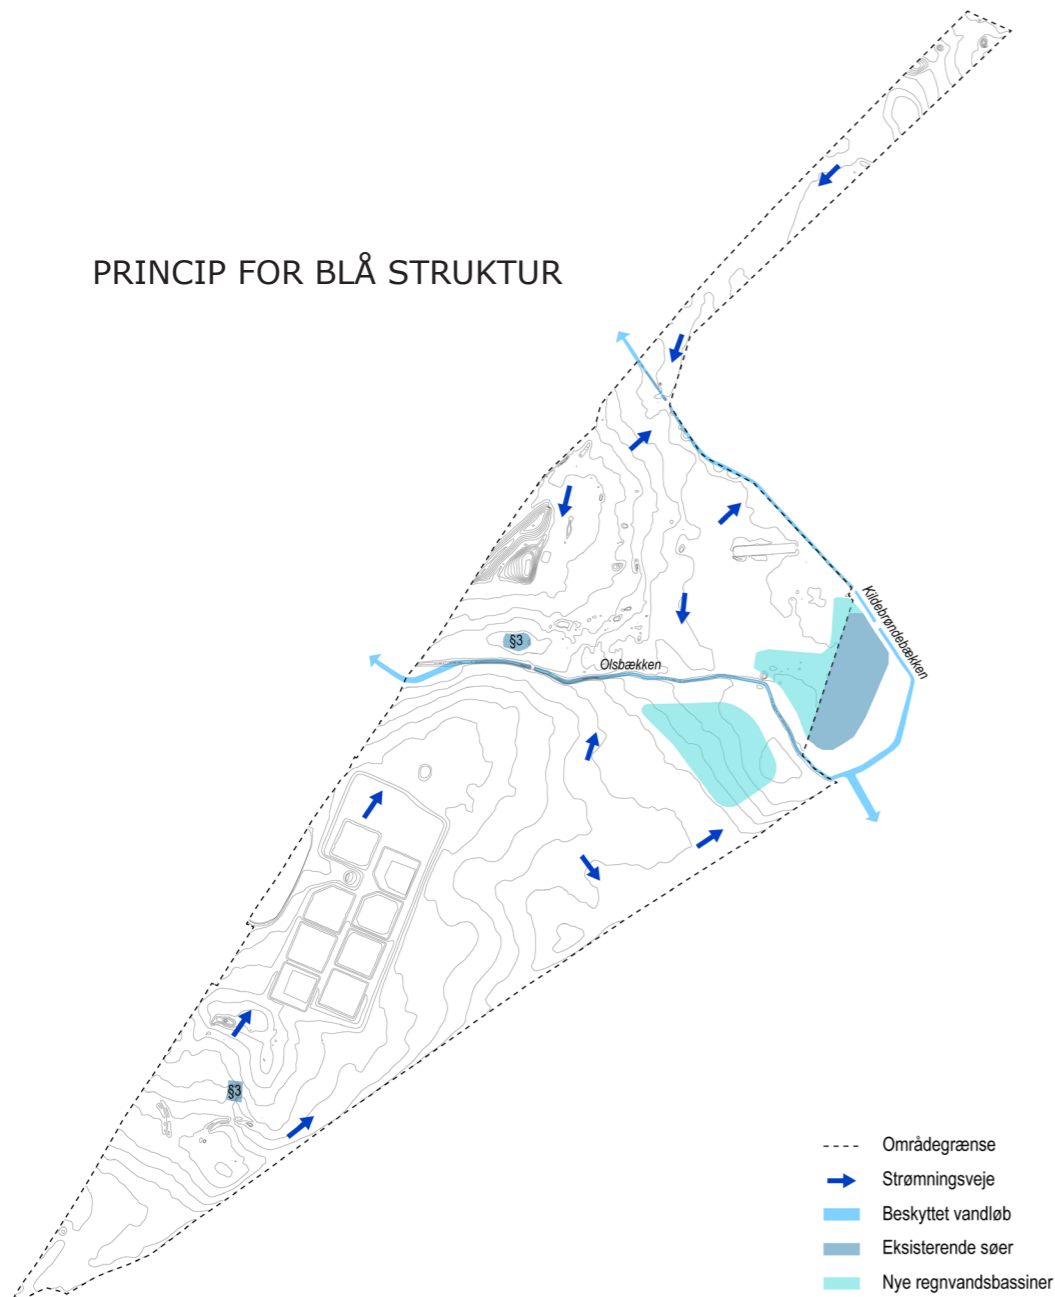 PRINCIP FOR BLÅ STRUKTUR
Kildebrøndebækken
§3
Olsbækken
§3
Områdegrænse
Strømningsveje
Beskyttet vandløb
Eksisterende søer
Nye regnvandsbassiner